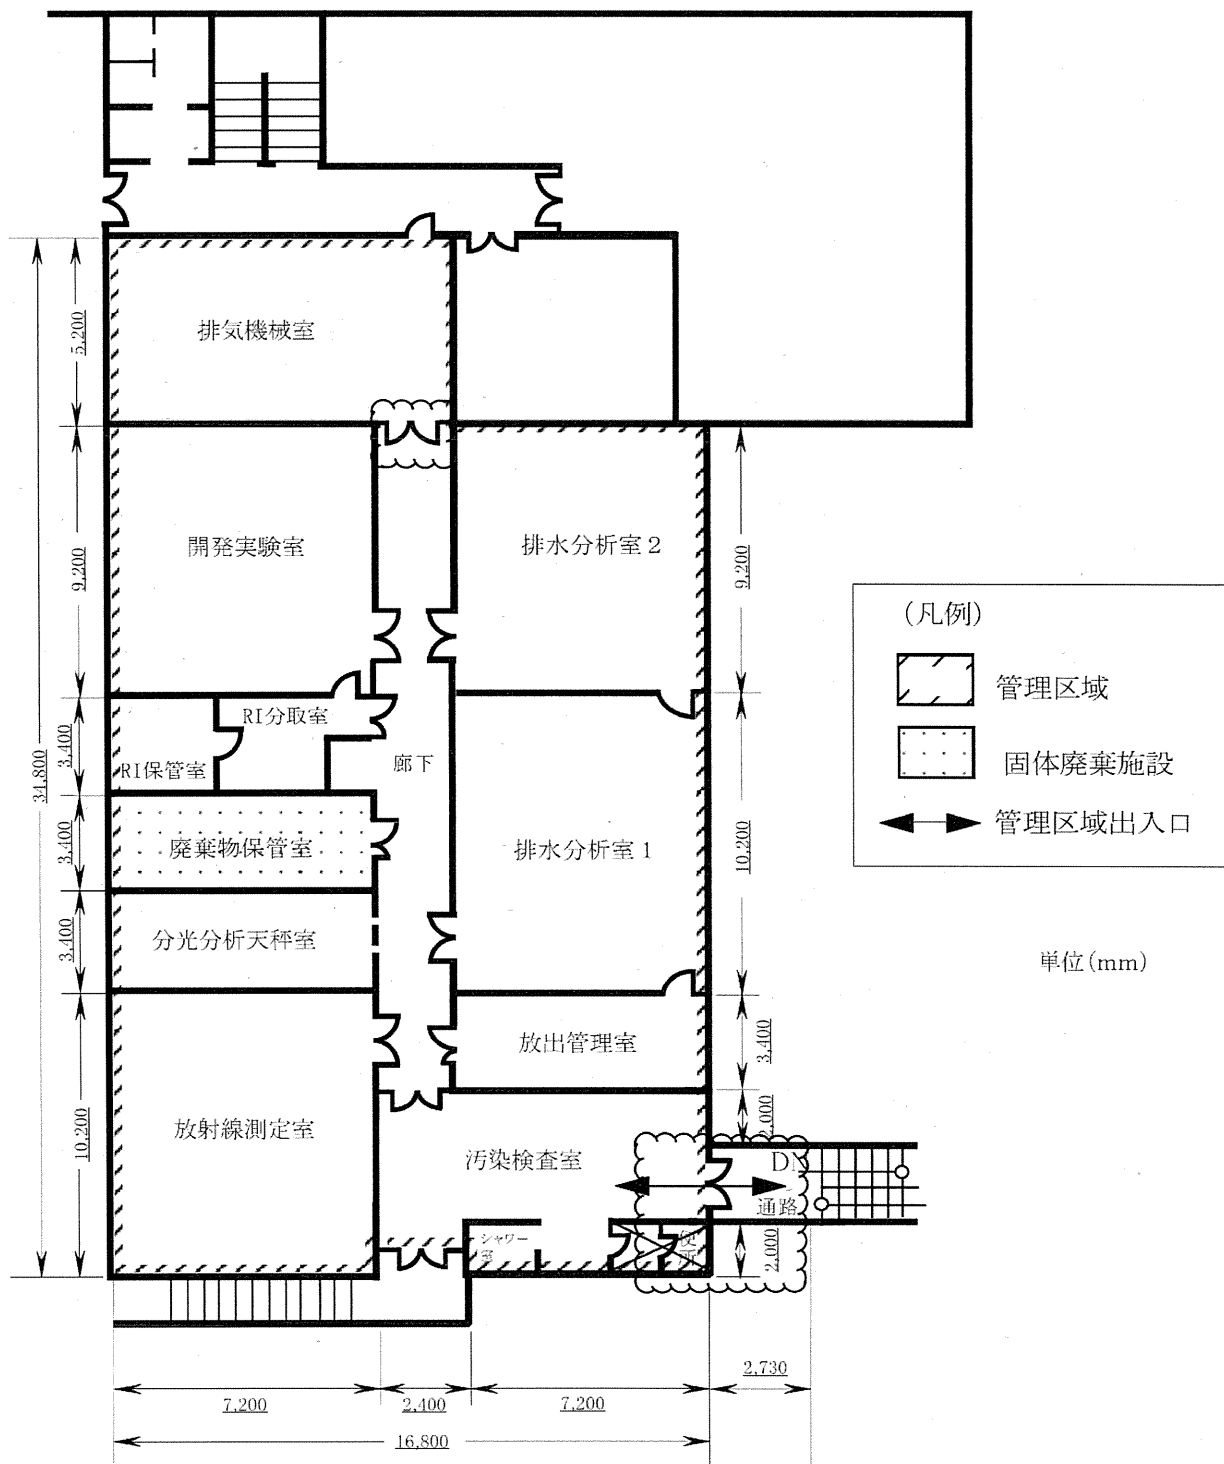 排気機械室
5,200
34,800
開発実験室
排水分析室2
9,200
9,200
(凡例)
管理区域
固体廃棄施設
管理区域出入口
RI分取室
RI保管室
廊下
3,400
廃棄物保管室
3,400
排水分析室1
10,200
分光分析天秤室
3,400
単位(mm)
放出管理室
3,400
放射線測定室
10,200
汚染検査室
2,000
DN
通路
シャワー
室
2,000
2,730
7,200
2,400
7,200
16,800